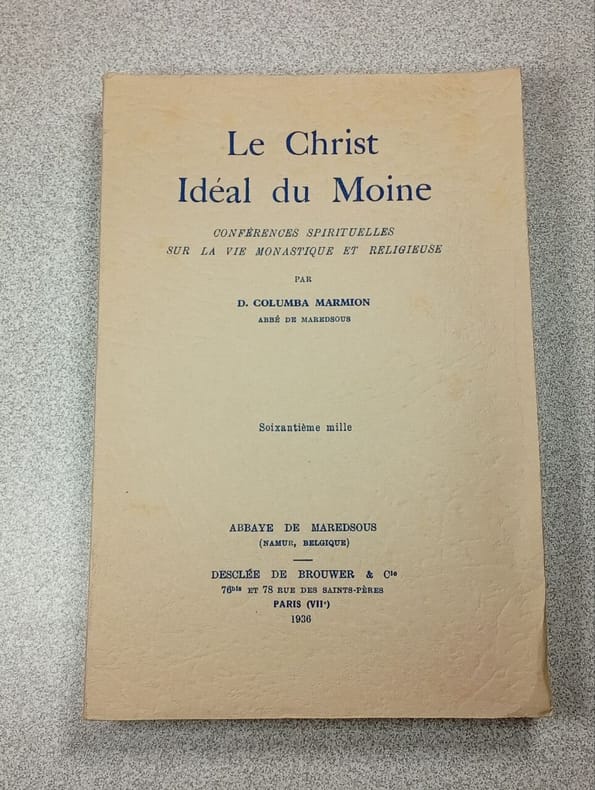 Le Christ
Idéal du Moine
CONFÉRENCES SPIRITUELLES
SUR LA VIE MONASTIQUE ET RELIGIEUSE
PAR
D. COLUMBA MARMION
ABBÉ DE MAREDSOUS
Soixantième mille
ABBAYE DE MAREDSOUS
(NAMUR, BELGIQUE)
DESCLÉE DE BROUWER & Cie
76bis ET 78 RUE DES SAINTS-PÈRES
PARIS (VIIe)
1936